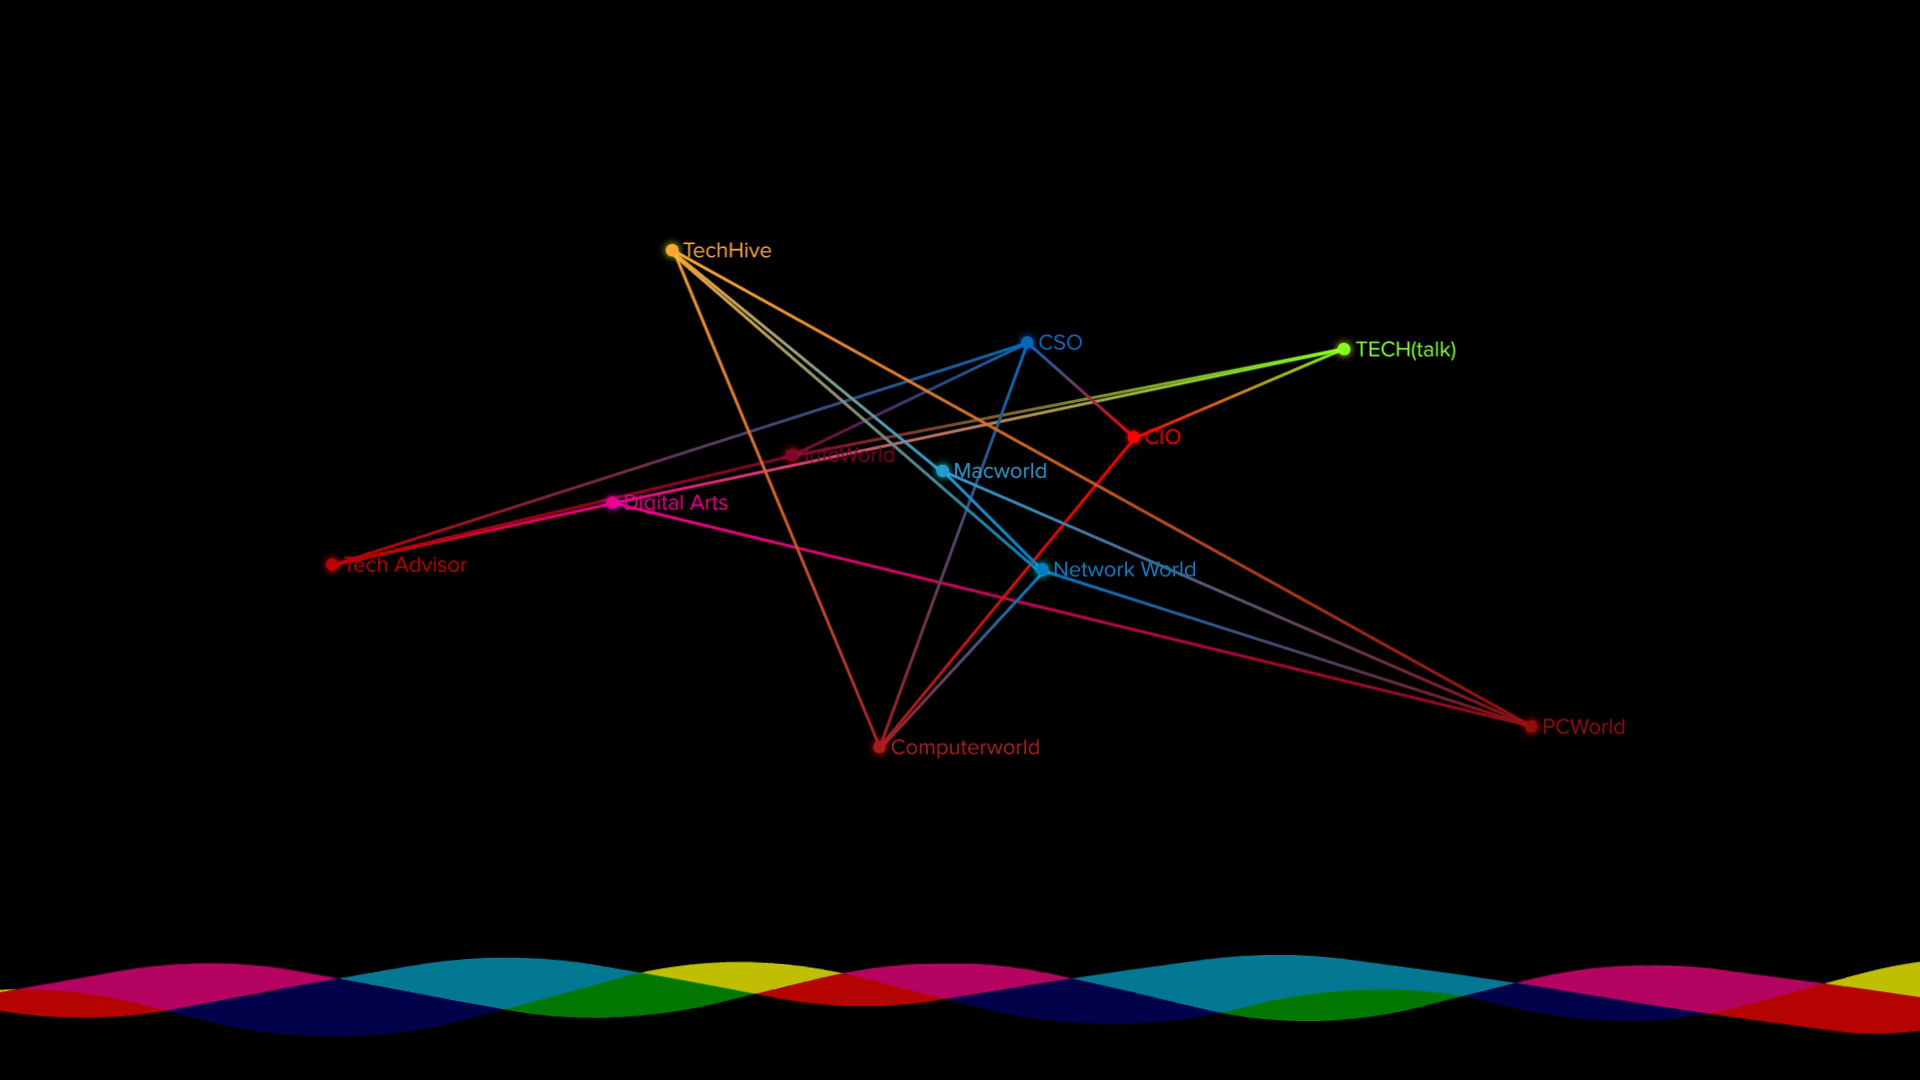 TechHive
CSO
TECH(talk)
CIO
InfoWorld
Macworld
Digital Arts
Tech Advisor
Network World
PCWorld
Computerworld